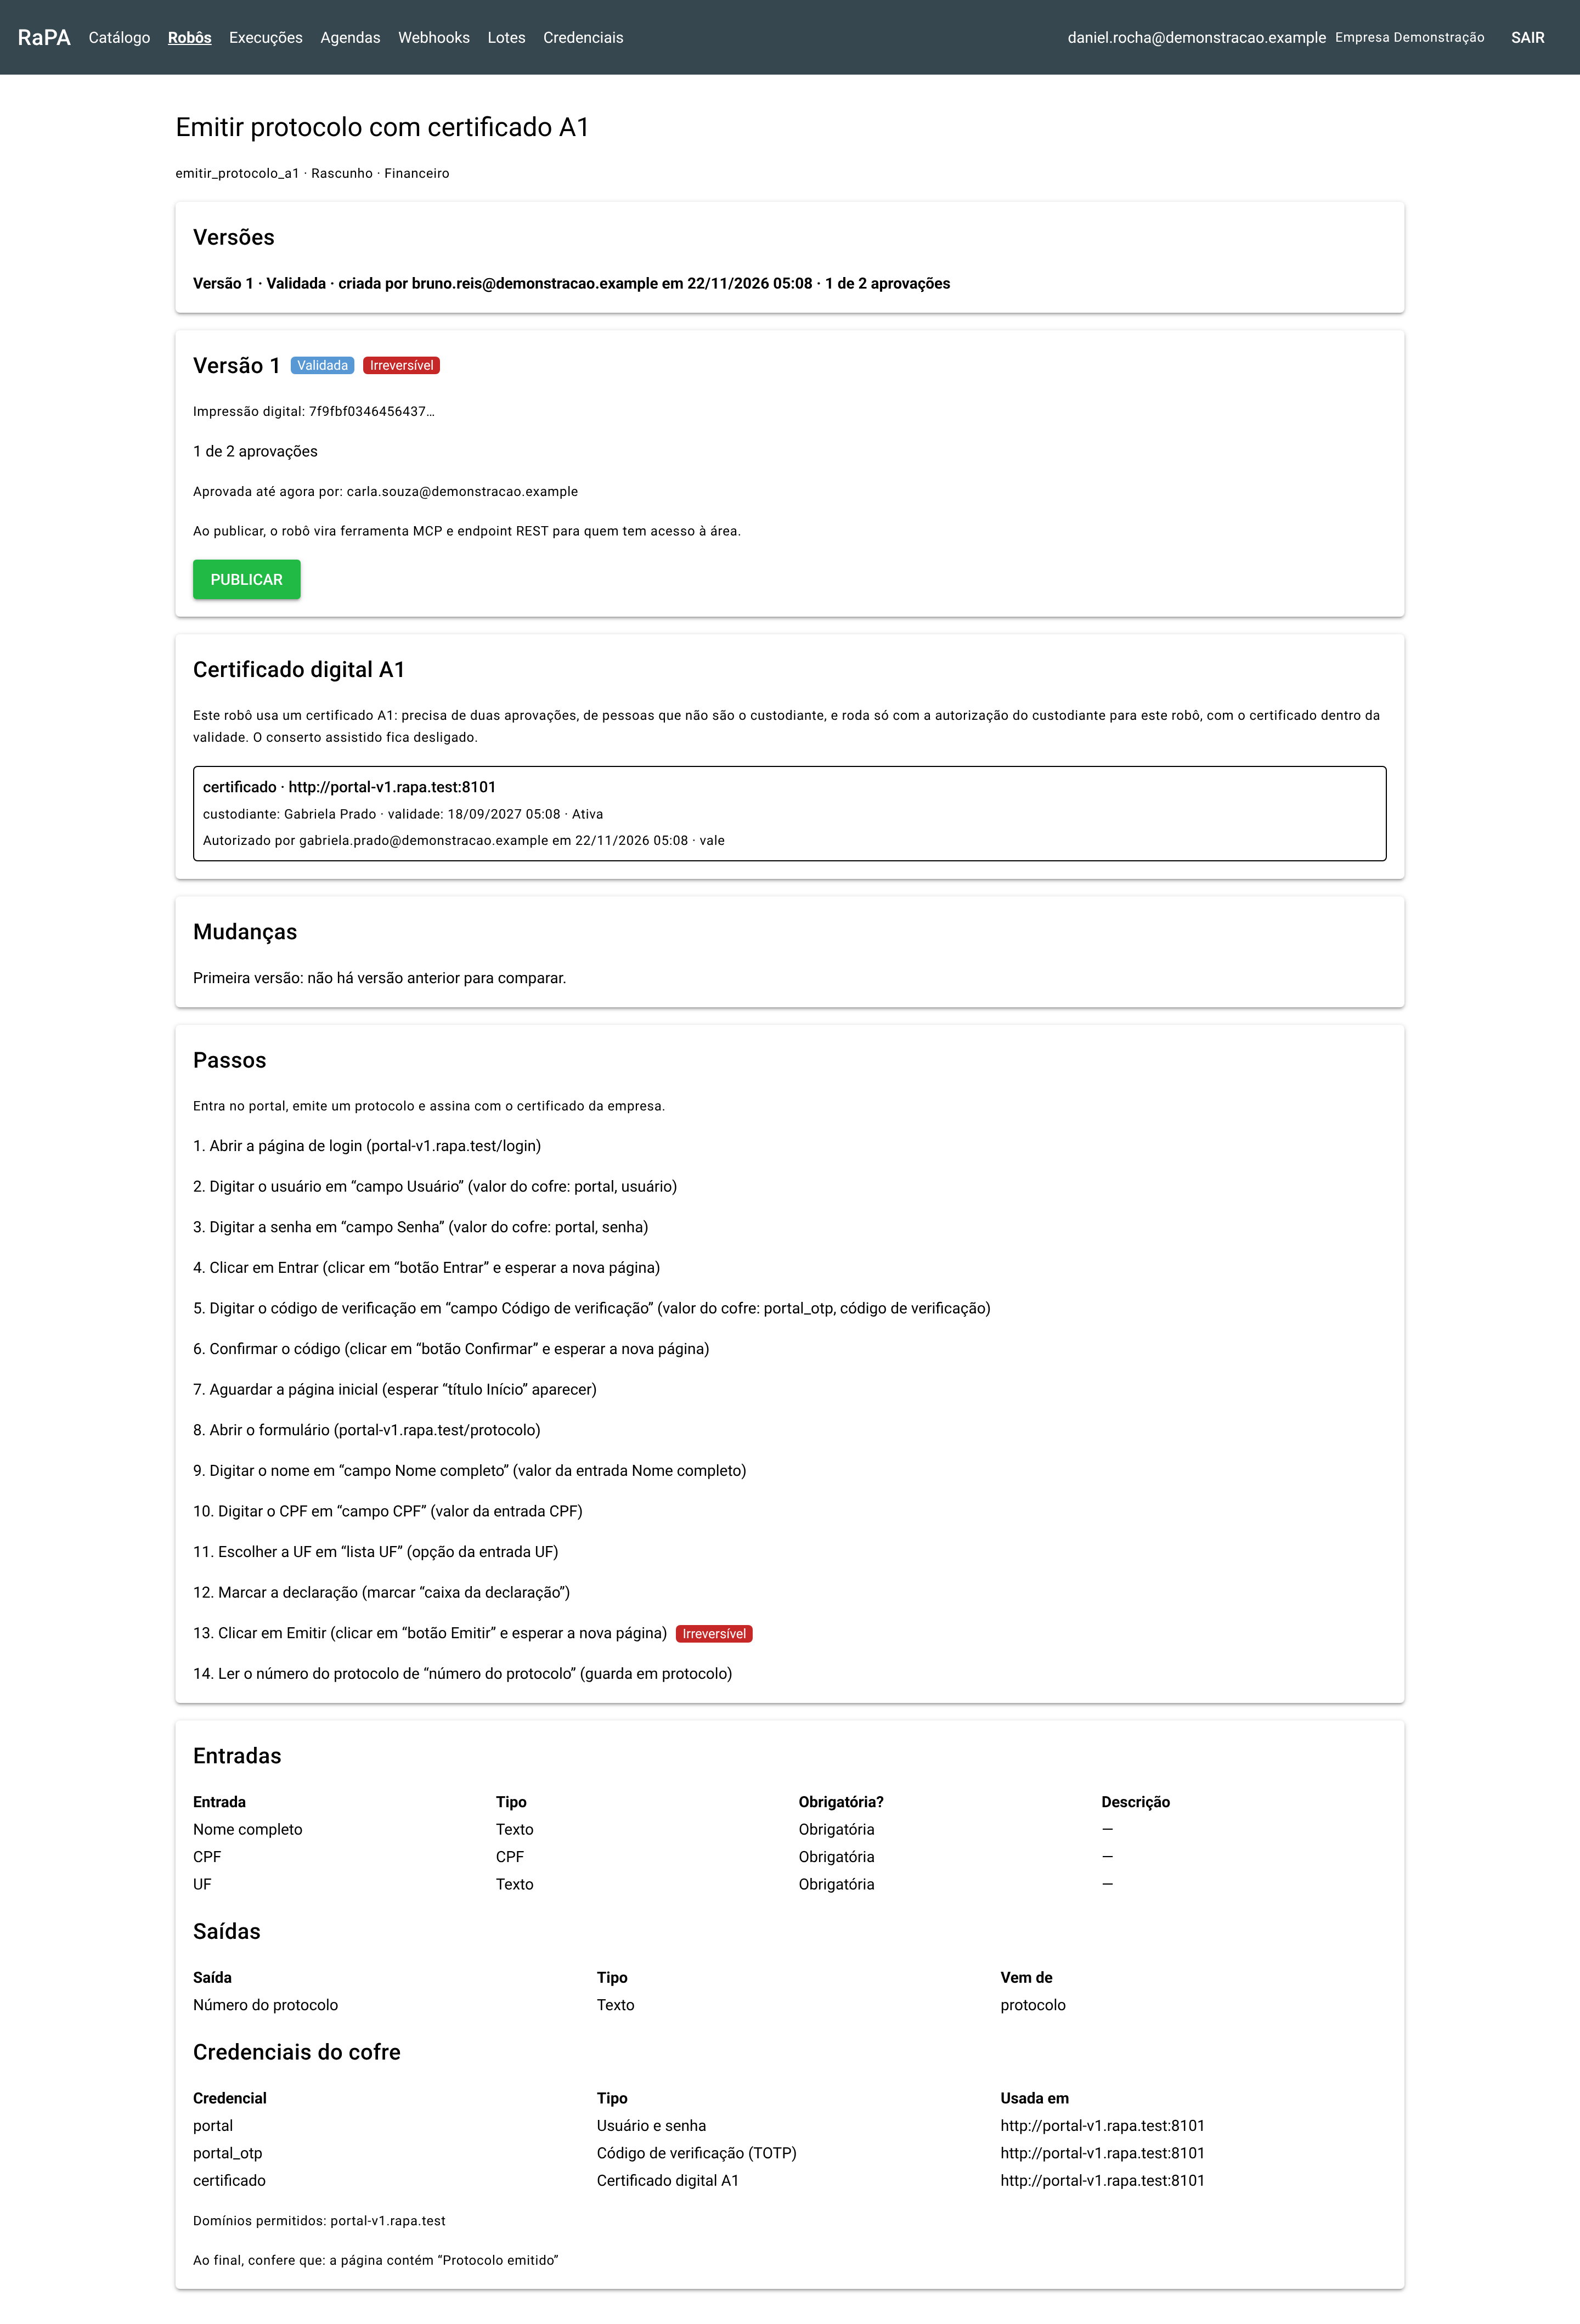 RaPA Catálogo Robôs Execuções Agendas Webhooks Lotes Credenciais daniel.rocha@demonstracao.example Empresa Demonstração SAIR
Emitir protocolo com certificado A1
emitir_protocolo_a1 · Rascunho · Financeiro
Versões
Versão 1 · Validada · criada por bruno.reis@demonstracao.example em 22/11/2026 05:08 · 1 de 2 aprovações
Versão 1 Validada Irreversível
Impressão digital: 7f9fbf0346456437…
1 de 2 aprovações
Aprovada até agora por: carla.souza@demonstracao.example
Ao publicar, o robô vira ferramenta MCP e endpoint REST para quem tem acesso à área.
PUBLICAR
Certificado digital A1
Este robô usa um certificado A1: precisa de duas aprovações, de pessoas que não são o custodiante, e roda só com a autorização do custodiante para este robô, com o certificado dentro da
validade. O conserto assistido fica desligado.
certificado · http://portal-v1.rapa.test:8101
custodiante: Gabriela Prado · validade: 18/09/2027 05:08 · Ativa
Autorizado por gabriela.prado@demonstracao.example em 22/11/2026 05:08 · vale
Mudanças
Primeira versão: não há versão anterior para comparar.
Passos
Entra no portal, emite um protocolo e assina com o certificado da empresa.
1. Abrir a página de login (portal-v1.rapa.test/login)
2. Digitar o usuário em “campo Usuário” (valor do cofre: portal, usuário)
3. Digitar a senha em “campo Senha” (valor do cofre: portal, senha)
4. Clicar em Entrar (clicar em “botão Entrar” e esperar a nova página)
5. Digitar o código de verificação em “campo Código de verificação” (valor do cofre: portal_otp, código de verificação)
6. Confirmar o código (clicar em “botão Confirmar” e esperar a nova página)
7. Aguardar a página inicial (esperar “título Início” aparecer)
8. Abrir o formulário (portal-v1.rapa.test/protocolo)
9. Digitar o nome em “campo Nome completo” (valor da entrada Nome completo)
10. Digitar o CPF em “campo CPF” (valor da entrada CPF)
11. Escolher a UF em “lista UF” (opção da entrada UF)
12. Marcar a declaração (marcar “caixa da declaração”)
13. Clicar em Emitir (clicar em “botão Emitir” e esperar a nova página) Irreversível
14. Ler o número do protocolo de “número do protocolo” (guarda em protocolo)
Entradas
Entrada Tipo Obrigatória? Descrição
Nome completo Texto Obrigatória —
CPF CPF Obrigatória —
UF Texto Obrigatória —
Saídas
Saída Tipo Vem de
Número do protocolo Texto protocolo
Credenciais do cofre
Credencial Tipo Usada em
portal Usuário e senha http://portal-v1.rapa.test:8101
portal_otp Código de verificação (TOTP) http://portal-v1.rapa.test:8101
certificado Certificado digital A1 http://portal-v1.rapa.test:8101
Domínios permitidos: portal-v1.rapa.test
Ao final, confere que: a página contém “Protocolo emitido”